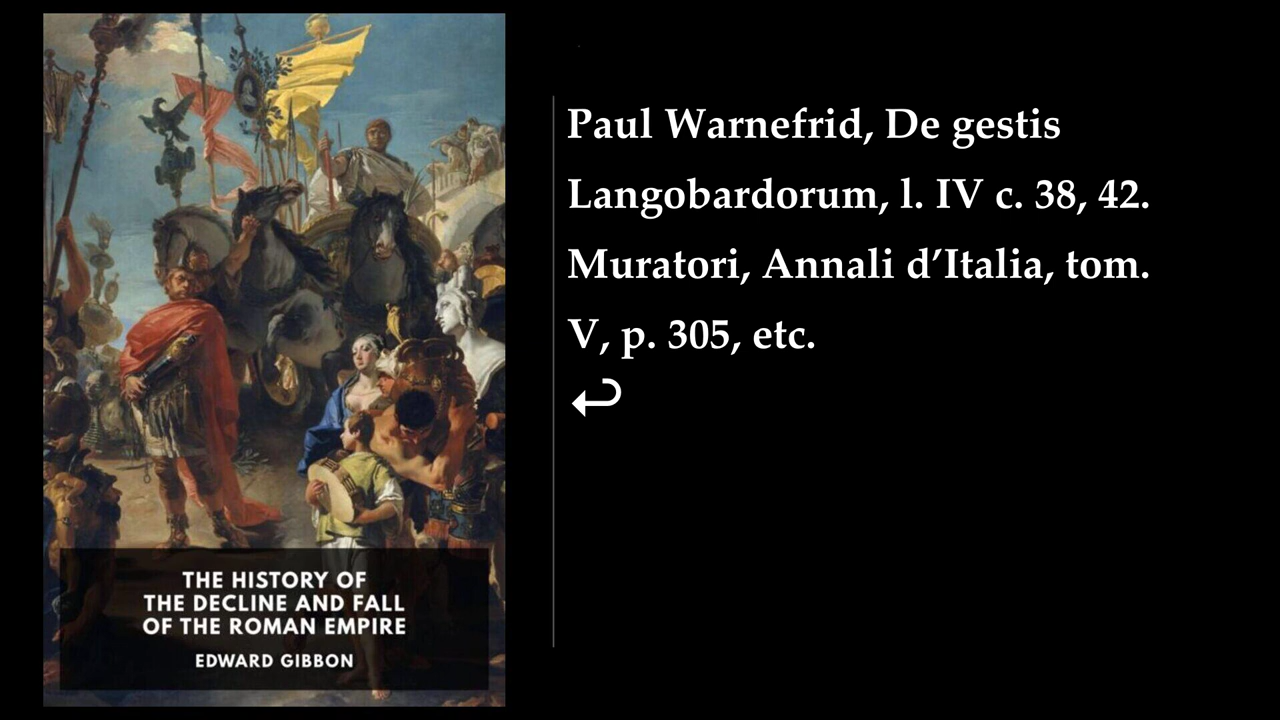 Paul Warnefrid, De gestis
Langobardorum, l. IV c. 38, 42.
Muratori, Annali d’Italia, tom.
V, p. 305, etc.
↩
THE HISTORY OF
THE DECLINE AND FALL
OF THE ROMAN EMPIRE
EDWARD GIBBON